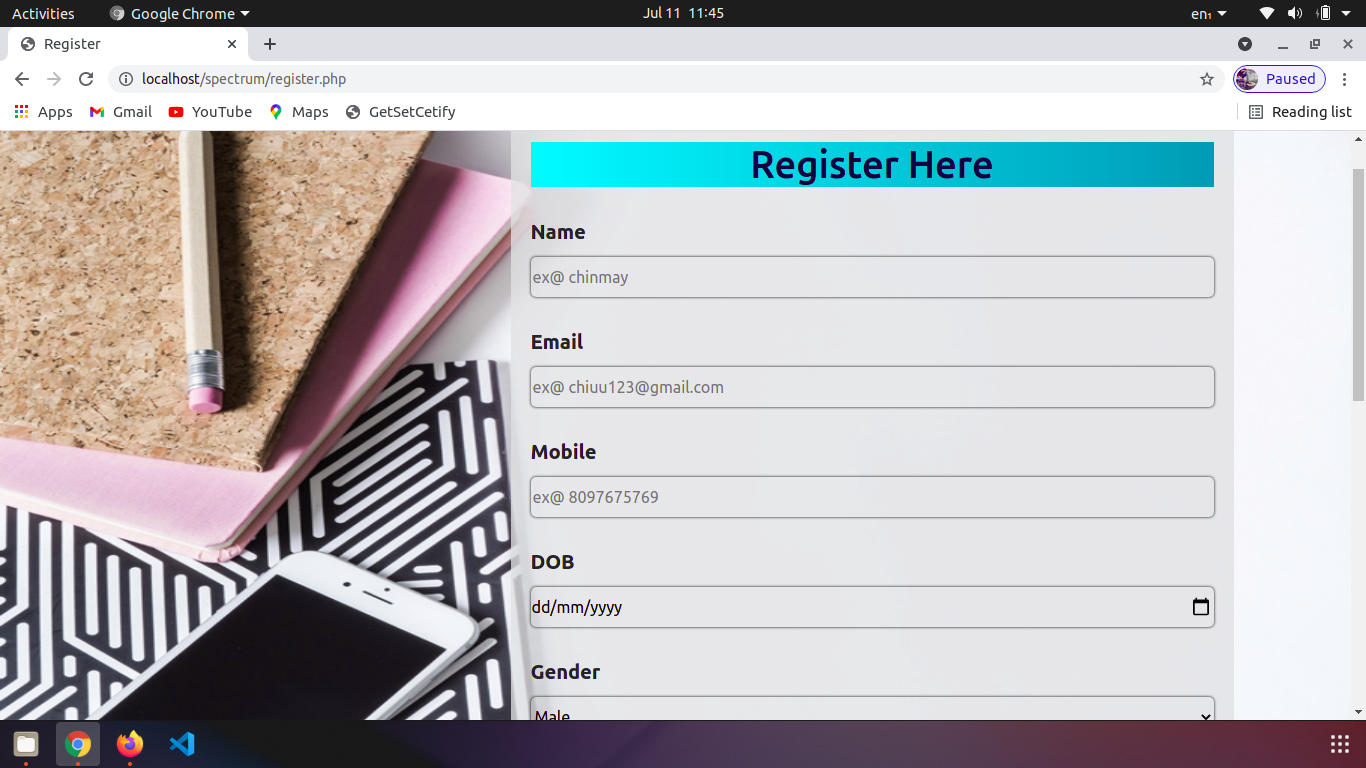 Activities Google Chrome Jul 11 11:45 en₁
Register
localhost/spectrum/register.php Paused
Apps Gmail YouTube Maps GetSetCetify Reading list
Register Here
Name
ex@ chinmay
Email
ex@ chiuu123@gmail.com
Mobile
ex@ 8097675769
DOB
dd/mm/yyyy
Gender
Male